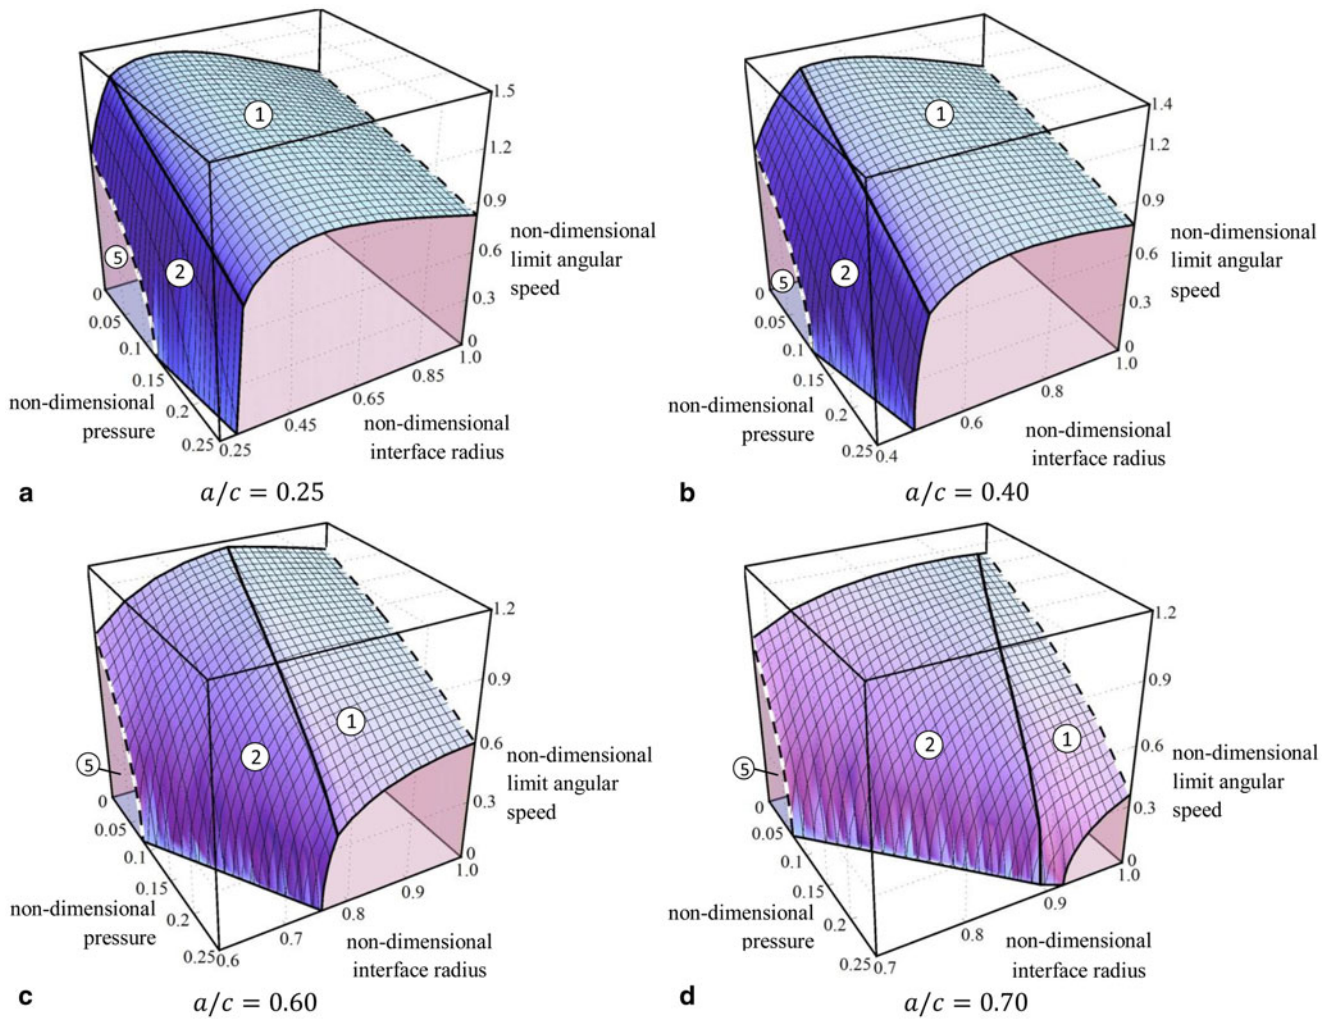 1.5
1.2
0.9
0.6
0.3
0
1.0
0.85
0.65
0.45
0.25
0
0.05
0.1
0.15
0.2
0.25
1
2
5
non-dimensional
limit angular
speed
non-dimensional
pressure
non-dimensional
interface radius
a
a/c = 0.25
1.4
1.2
0.9
0.6
0.3
0
1.0
0.8
0.6
0.4
0
0.05
0.1
0.15
0.2
0.25
1
2
5
non-dimensional
limit angular
speed
non-dimensional
pressure
non-dimensional
interface radius
b
a/c = 0.40
1.2
0.9
0.6
0.3
0
1.0
0.9
0.8
0.7
0.6
0
0.05
0.1
0.15
0.2
0.25
1
2
5
non-dimensional
limit angular
speed
non-dimensional
pressure
non-dimensional
interface radius
c
a/c = 0.60
1.2
0.9
0.6
0.3
0
1.0
0.9
0.8
0.7
0
0.05
0.1
0.15
0.2
0.25
1
2
5
non-dimensional
limit angular
speed
non-dimensional
pressure
non-dimensional
interface radius
d
a/c = 0.70